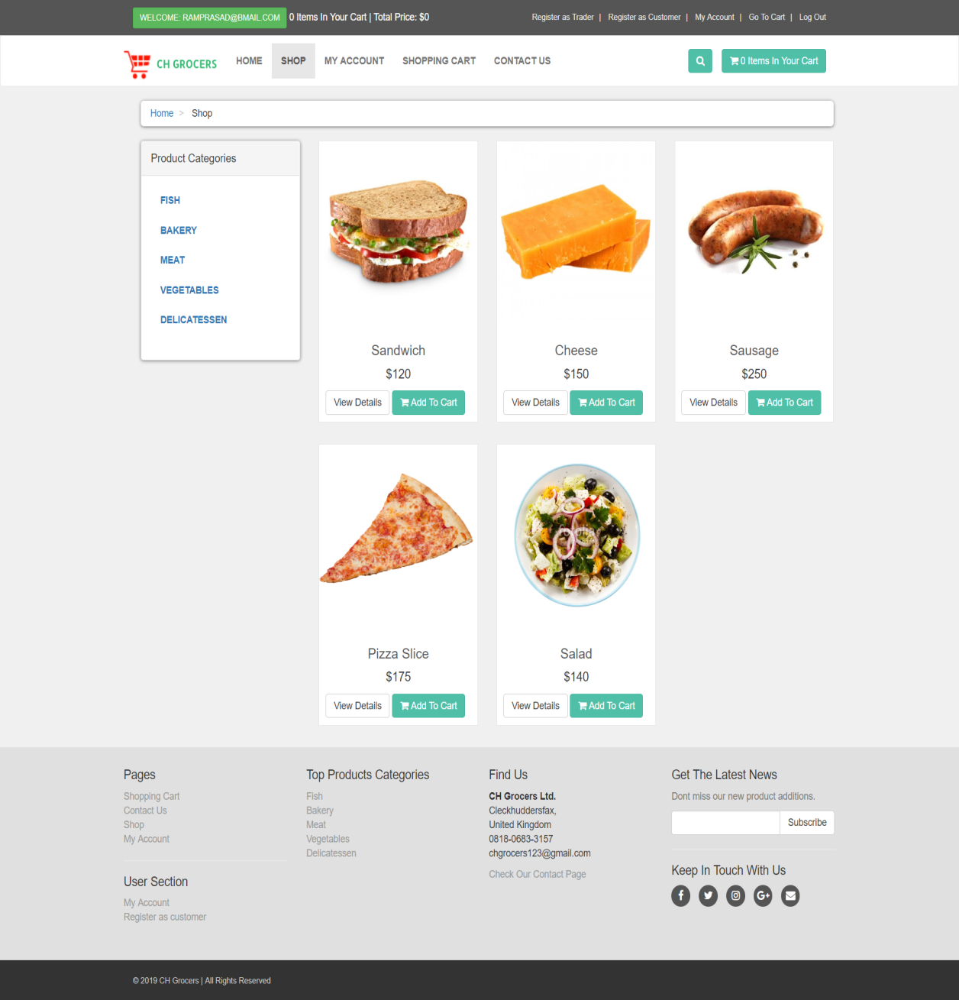 WELCOME: RAMPRASAD@BMAIL.COM 0 Items In Your Cart | Total Price: $0
Register as Trader | Register as Customer | My Account | Go To Cart | Log Out
CH GROCERS HOME SHOP MY ACCOUNT SHOPPING CART CONTACT US
0 Items In Your Cart
Home > Shop
Product Categories
FISH
BAKERY
MEAT
VEGETABLES
DELICATESSEN
Sandwich
$120
View Details Add To Cart
Cheese
$150
View Details Add To Cart
Sausage
$250
View Details Add To Cart
Pizza Slice
$175
View Details Add To Cart
Salad
$140
View Details Add To Cart
Pages
Shopping Cart
Contact Us
Shop
My Account
User Section
My Account
Register as customer
Top Products Categories
Fish
Bakery
Meat
Vegetables
Delicatessen
Find Us
CH Grocers Ltd.
Cleckhuddersfax,
United Kingdom
0818-0683-3157
chgrocers123@gmail.com
Check Our Contact Page
Get The Latest News
Dont miss our new product additions.
Subscribe
Keep In Touch With Us
© 2019 CH Grocers | All Rights Reserved